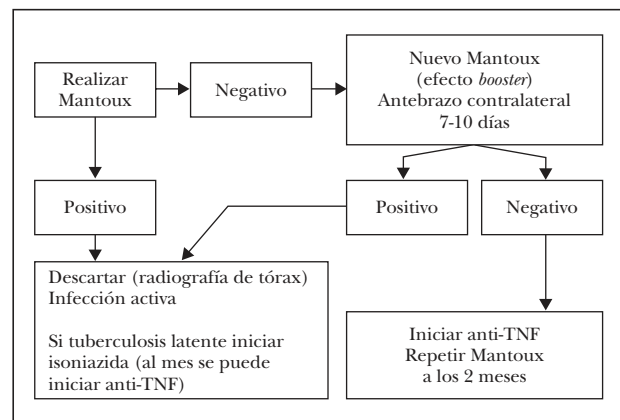 Realizar
Mantoux
Negativo
Nuevo Mantoux
(efecto booster)
Antebrazo contralateral
7-10 días
Positivo
Positivo
Negativo
Descartar (radiografía de tórax)
Infección activa
Si tuberculosis latente iniciar
isoniazida (al mes se puede
iniciar anti-TNF)
Iniciar anti-TNF
Repetir Mantoux
a los 2 meses